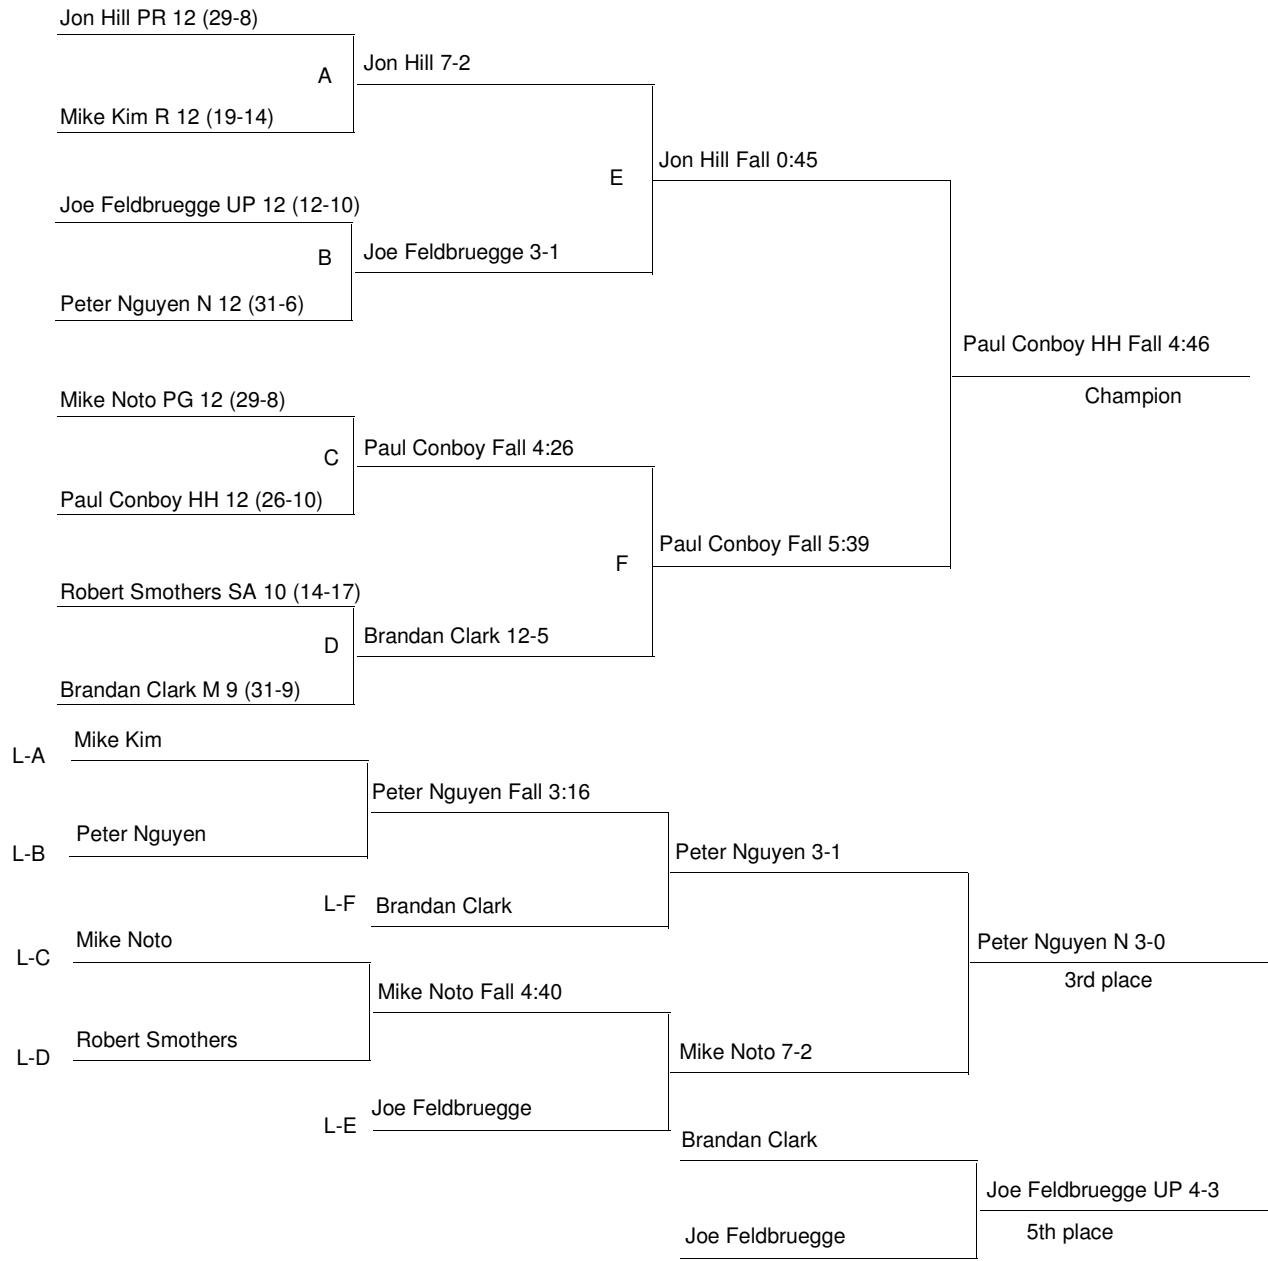 Jon Hill PR 12 (29-8)
A
Jon Hill 7-2
Mike Kim R 12 (19-14)
E
Jon Hill Fall 0:45
Joe Feldbruegge UP 12 (12-10)
B
Joe Feldbruegge 3-1
Peter Nguyen N 12 (31-6)
Paul Conboy HH Fall 4:46
Champion
Mike Noto PG 12 (29-8)
C
Paul Conboy Fall 4:26
Paul Conboy HH 12 (26-10)
F
Paul Conboy Fall 5:39
Robert Smothers SA 10 (14-17)
D
Brandan Clark 12-5
Brandan Clark M 9 (31-9)
L-A
Mike Kim
Peter Nguyen Fall 3:16
L-B
Peter Nguyen
Peter Nguyen 3-1
L-F
Brandan Clark
L-C
Mike Noto
Peter Nguyen N 3-0
3rd place
Mike Noto Fall 4:40
L-D
Robert Smothers
Mike Noto 7-2
L-E
Joe Feldbruegge
Brandan Clark
Joe Feldbruegge UP 4-3
5th place
Joe Feldbruegge